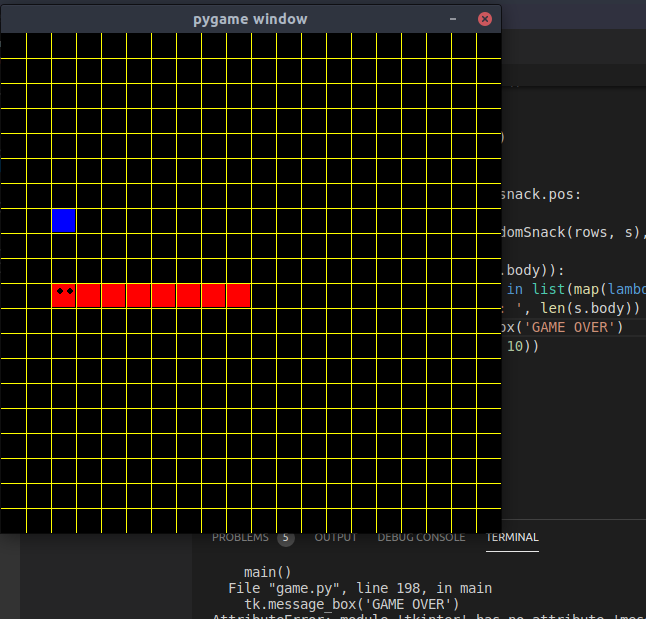 pygame window
)
snack.pos:
domSnack(rows, s),
.body)):
in list(map(lambd
: ', len(s.body))
ox('GAME OVER')
10))
PROBLEMS 5 OUTPUT DEBUG CONSOLE TERMINAL
main()
File "game.py", line 198, in main
tk.message_box('GAME OVER')
AttributeError: module 'tkinter' has no attribute 'mes